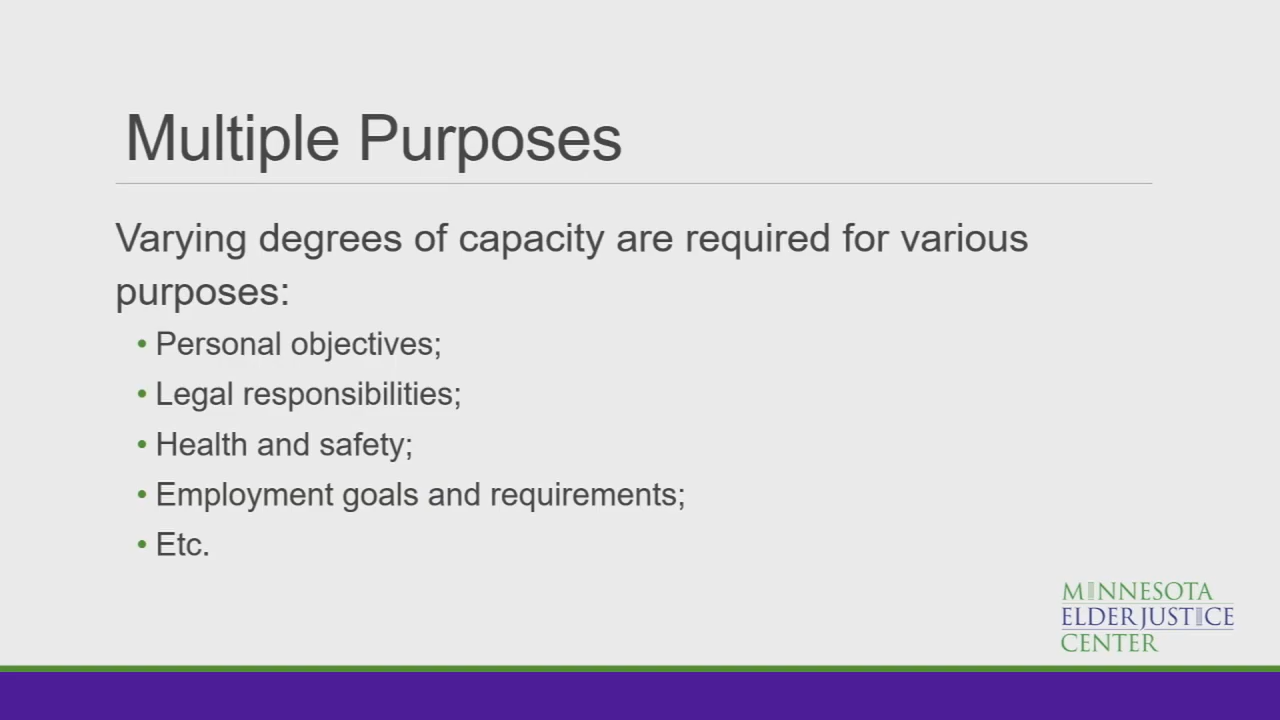 Multiple Purposes
Varying degrees of capacity are required for various
purposes:
• Personal objectives;
• Legal responsibilities;
• Health and safety;
• Employment goals and requirements;
• Etc.
MINNESOTA
ELDER JUSTICE
CENTER